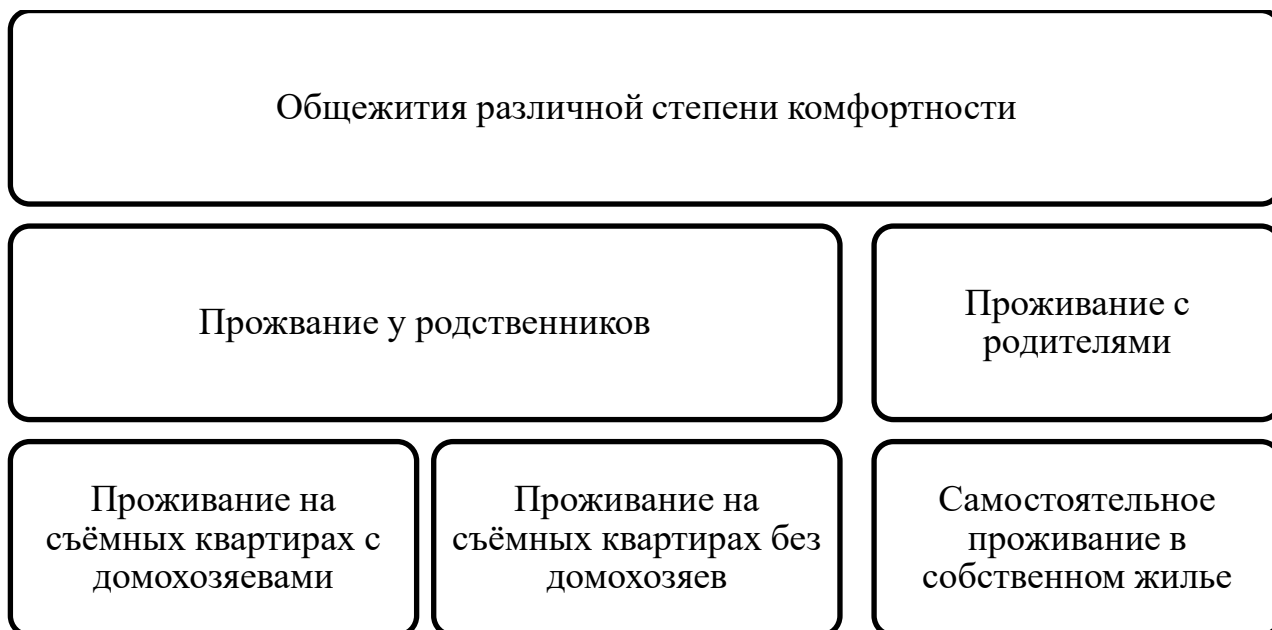 Общежития различной степени комфортности
Прожвание у родственников
Проживание с
родителями
Проживание на
съёмных квартирах с
домохозяевами
Проживание на
съёмных квартирах без
домохозяев
Самостоятельное
проживание в
собственном жилье